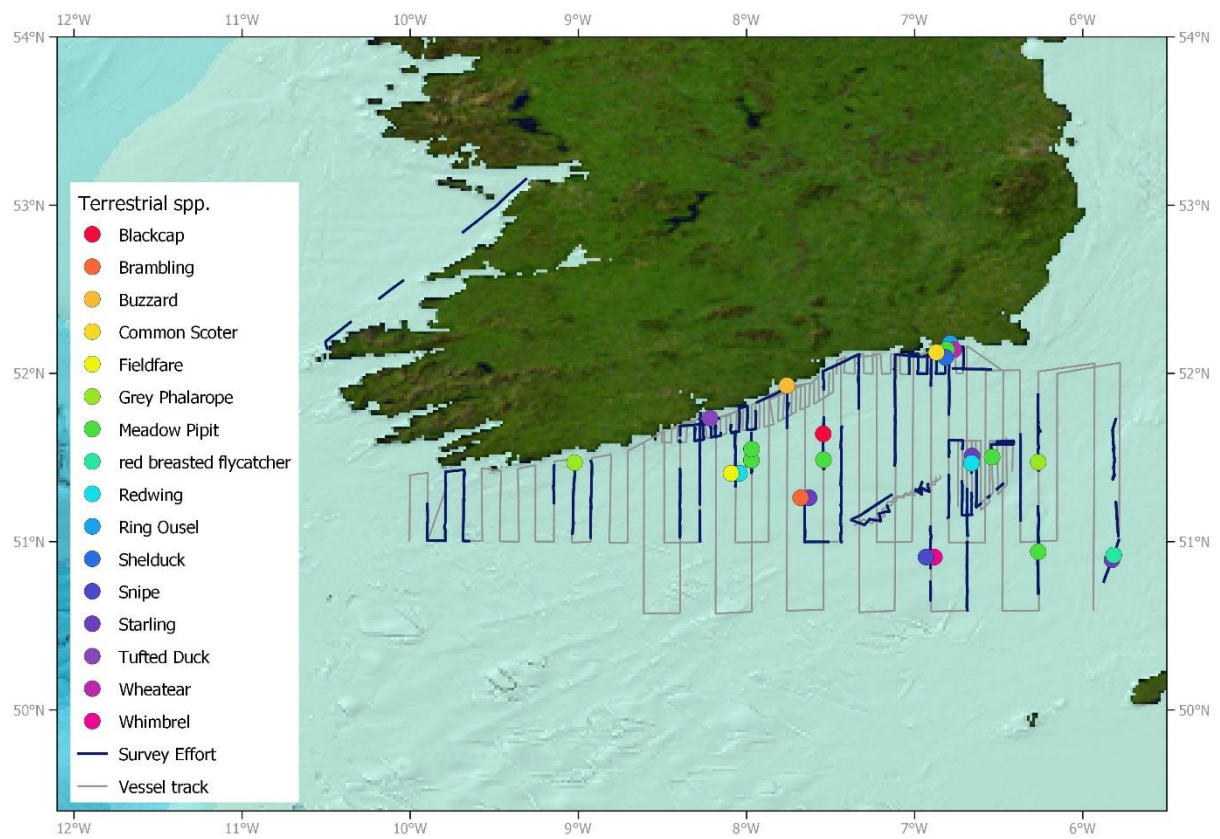 12°W 11°W 10°W 9°W 8°W 7°W 6°W
54°N 54°N
53°N 53°N
Terrestrial spp.
Blackcap
Brambling
Buzzard
Common Scoter
Fieldfare
Grey Phalarope
Meadow Pipit
red breasted flycatcher
Redwing
Ring Ousel
Shelduck
Snipe
Starling
Tufted Duck
Wheatear
Whimbrel
Survey Effort
Vessel track
52°N 52°N
51°N 51°N
50°N 50°N
12°W 11°W 10°W 9°W 8°W 7°W 6°W